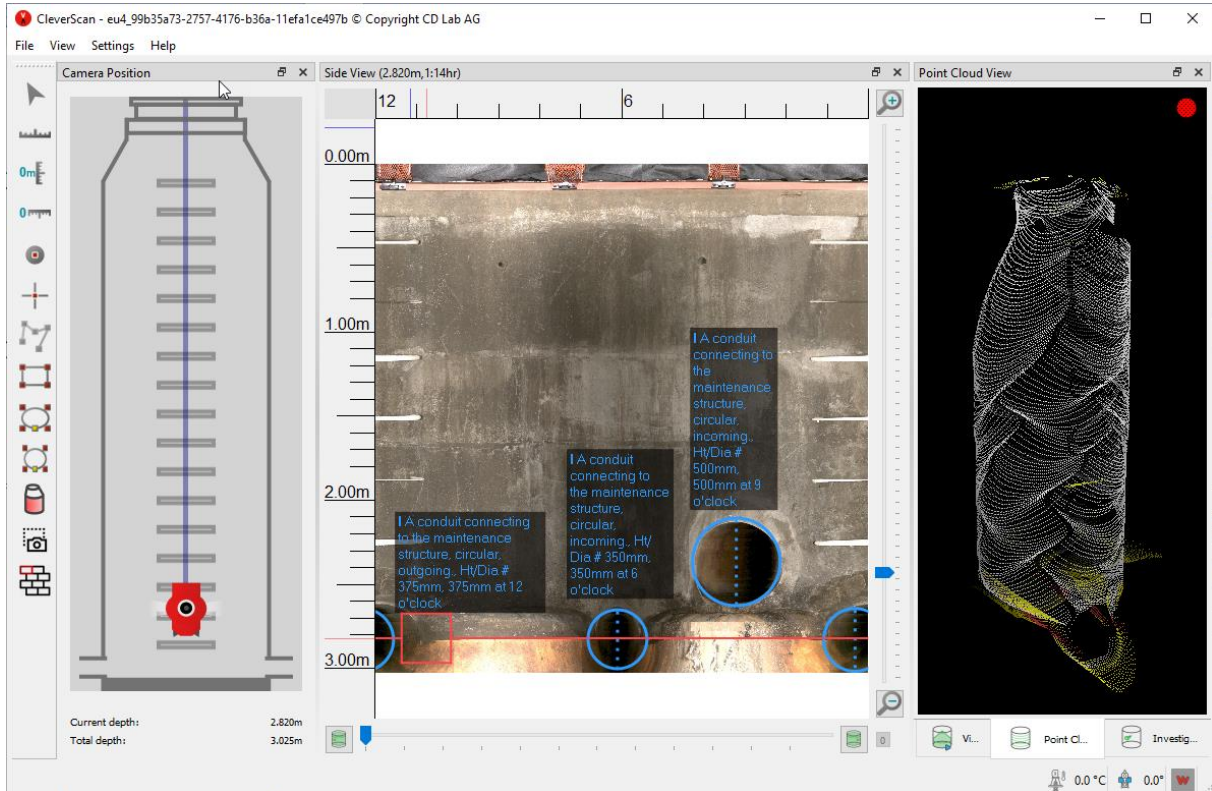 CleverScan - eu4_99b35a73-2757-4176-b36a-11efa1ce497b © Copyright CD Lab AG
File View Settings Help
Camera Position
Side View (2.820m,1:14hr)
Point Cloud View
12
6
0m
0
0.00m
1.00m
2.00m
3.00m
I A conduit
connecting to
the
maintenance
structure,
circular,
incoming., 
Ht/Dia #
500mm,
500mm at 9
o'clock
I A conduit
connecting to
the maintenance
structure,
circular,
incoming., Ht/
Dia # 350mm,
350mm at 6
o'clock
I A conduit connecting
to the maintenance
structure, circular,
outgoing., Ht/Dia #
375mm, 375mm at 12
o'clock
Current depth: 2.820m
Total depth: 3.025m
0
Vi...
Point Cl...
Investig...
0.0 °C
0.0°
W